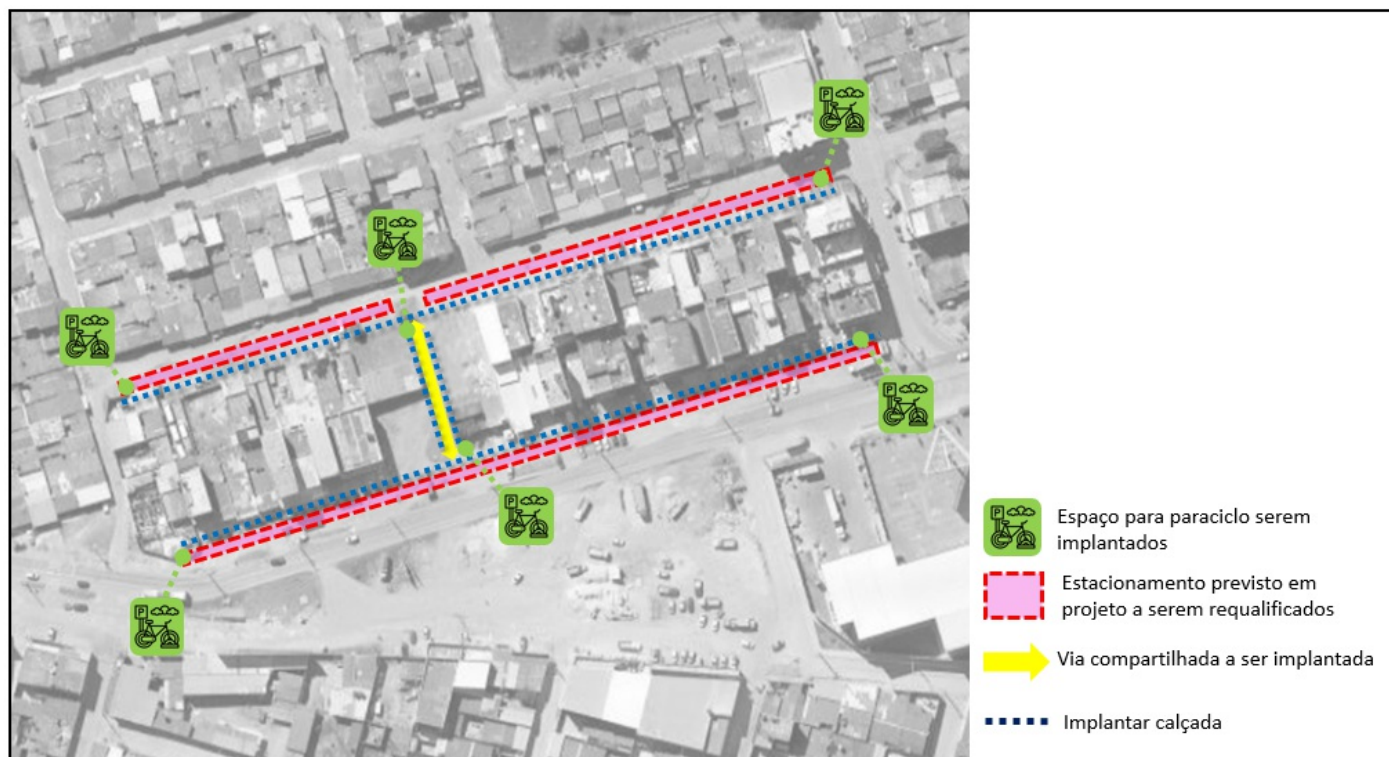 P
P
P
P
P
P
P
Espaço para paraciclo serem
implantados
Estacionamento previsto em
projeto a serem requalificados
Via compartilhada a ser implantada
Implantar calçada